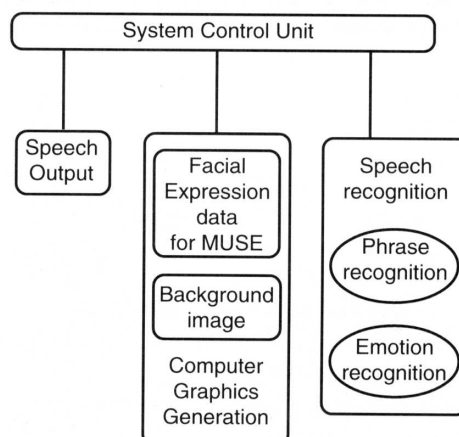 System Control Unit
Speech
Output
Facial
Expression
data
for MUSE
Background
image
Computer
Graphics
Generation
Speech
recognition
Phrase
recognition
Emotion
recognition